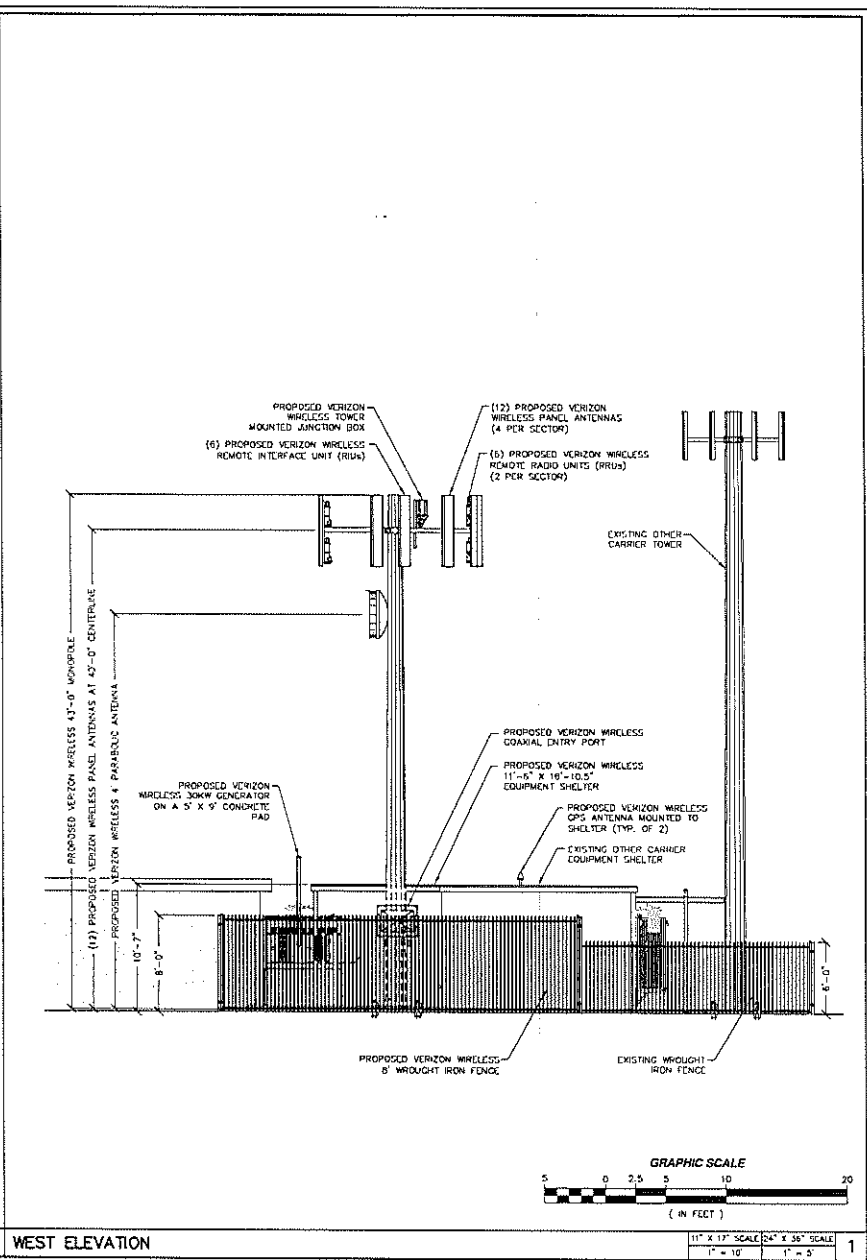 PROPOSED VERIZON
WIRELESS TOWER
MOUNTED JUNCTION BOX
(6) PROPOSED VERIZON WIRELESS
REMOTE INTERFACE UNIT (RIUs)
(12) PROPOSED VERIZON
WIRELESS PANEL ANTENNAS
(4 PER SECTOR)
(6) PROPOSED VERIZON WIRELESS
REMOTE RADIO UNITS (RRUs)
(2 PER SECTOR)
EXISTING OTHER
CARRIER TOWER
PROPOSED VERIZON WIRELESS 43'-0" MONOPOLE
(12) PROPOSED VERIZON WIRELESS PANEL ANTENNAS AT 40'-0" CENTERLINE
PROPOSED VERIZON WIRELESS 4' PARABOLIC ANTENNA
10'-7"
8'-0"
PROPOSED VERIZON
WIRELESS 30KW GENERATOR
ON A 5' X 9' CONCRETE
PAD
PROPOSED VERIZON WIRELESS
COAXIAL ENTRY PORT
PROPOSED VERIZON WIRELESS
11'-6" X 16'-10.5"
EQUIPMENT SHELTER
PROPOSED VERIZON WIRELESS
GPS ANTENNA MOUNTED TO
SHELTER (TYP. OF 2)
EXISTING OTHER CARRIER
EQUIPMENT SHELTER
6'-0"
PROPOSED VERIZON WIRELESS
8' WROUGHT IRON FENCE
EXISTING WROUGHT
IRON FENCE
GRAPHIC SCALE
5 0 2.5 5 10 20
( IN FEET )
WEST ELEVATION
11" X 17" SCALE 24" X 36" SCALE
1" = 10' 1" = 5'
1